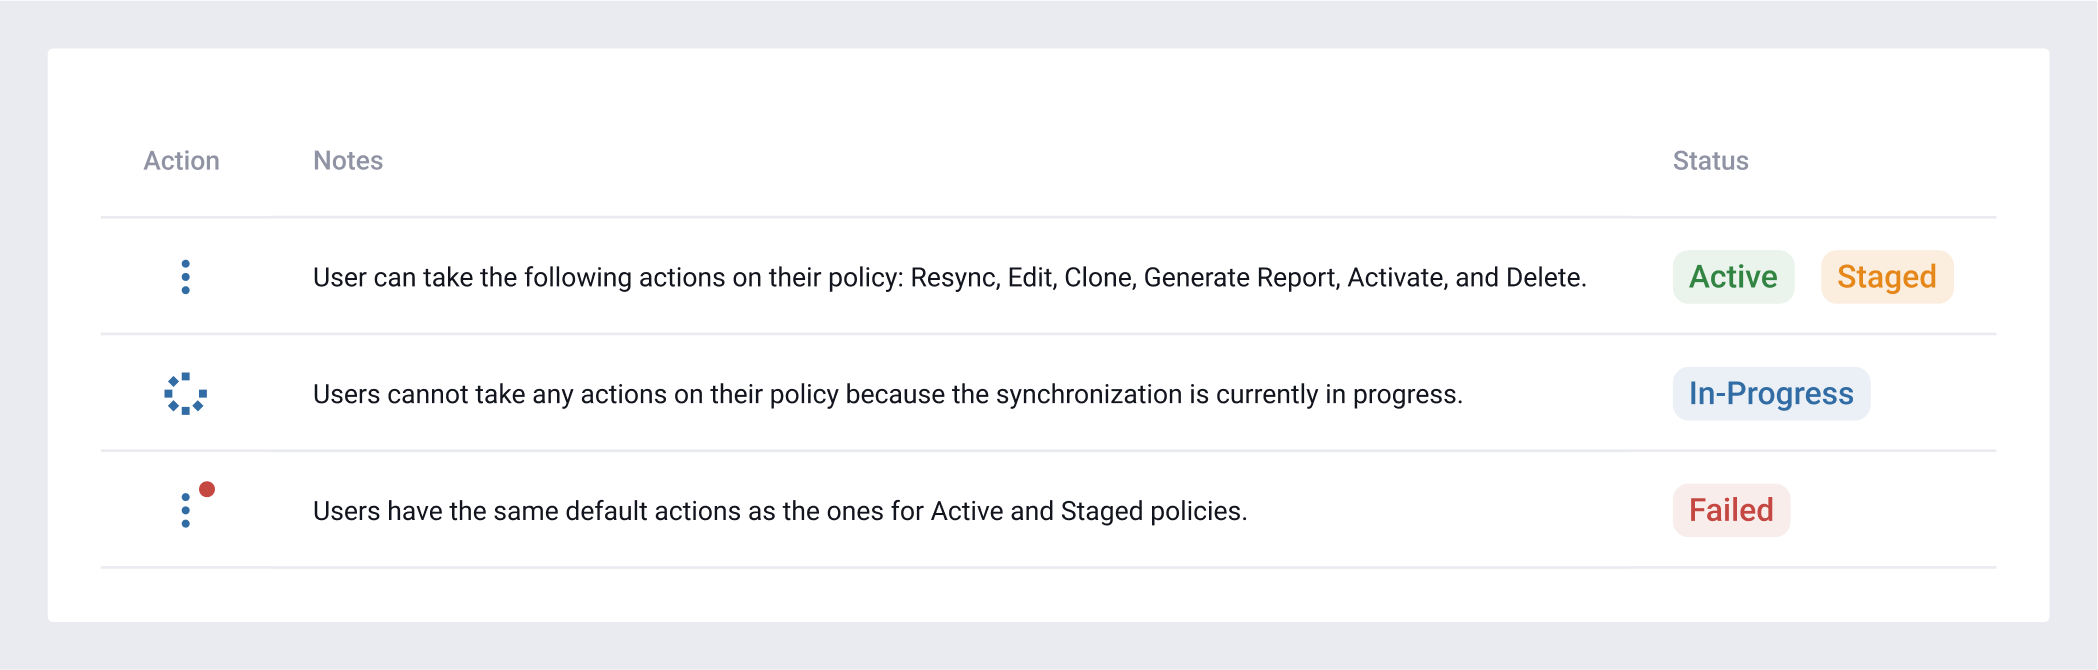 Action Notes Status
User can take the following actions on their policy: Resync, Edit, Clone, Generate Report, Activate, and Delete. Active Staged
Users cannot take any actions on their policy because the synchronization is currently in progress. In-Progress
Users have the same default actions as the ones for Active and Staged policies. Failed